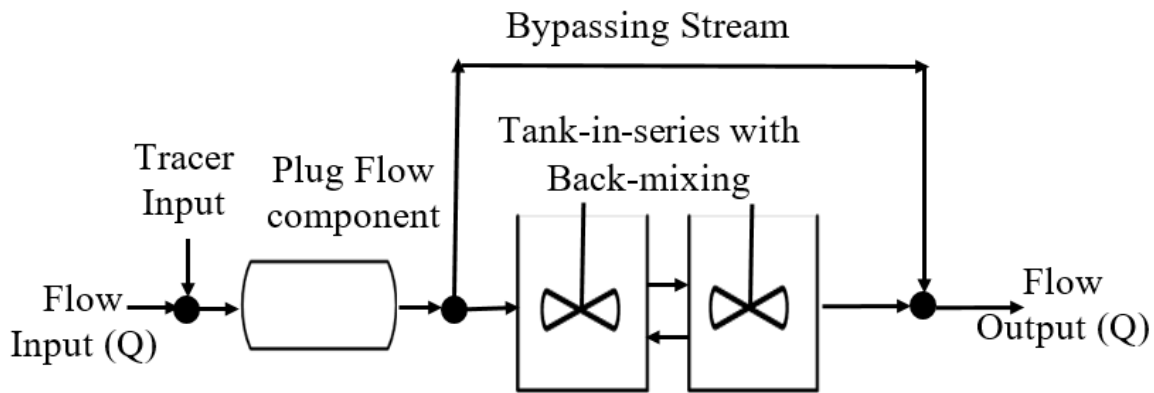 Bypassing Stream
Tank-in-series with
Back-mixing
Tracer
Input
Plug Flow
component
Flow
Input (Q)
Flow
Output (Q)